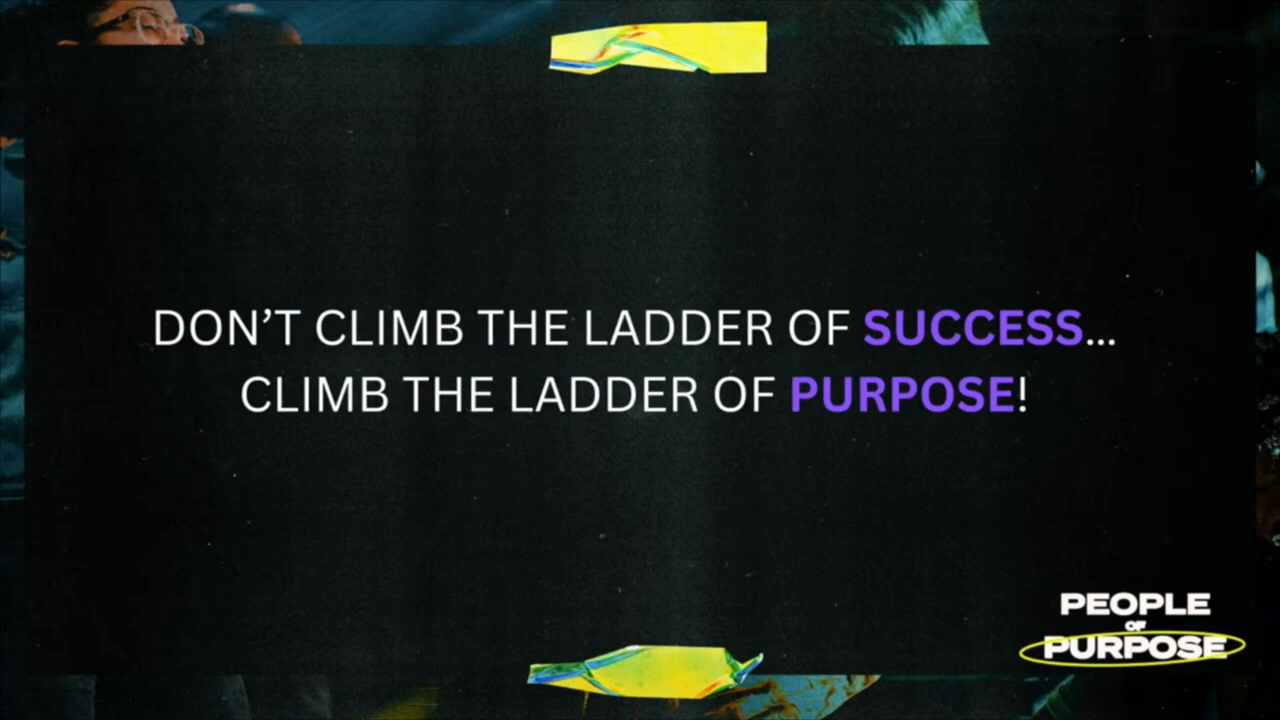 DON’T CLIMB THE LADDER OF SUCCESS...
CLIMB THE LADDER OF PURPOSE!
PEOPLE
OF
PURPOSE